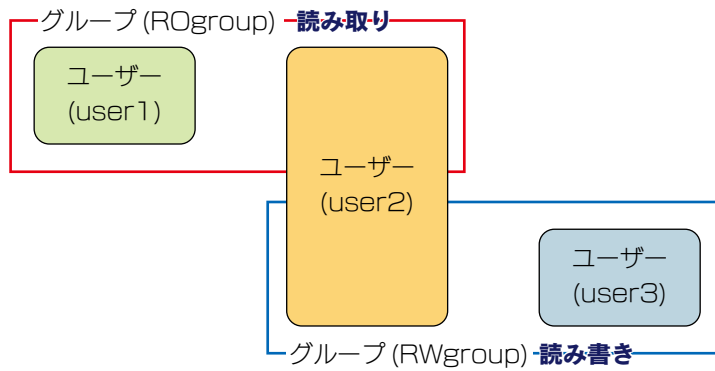 グループ(ROgroup) 読み取り
ユーザー
(user1)
ユーザー
(user2)
ユーザー
(user3)
グループ(RWgroup) 読み書き